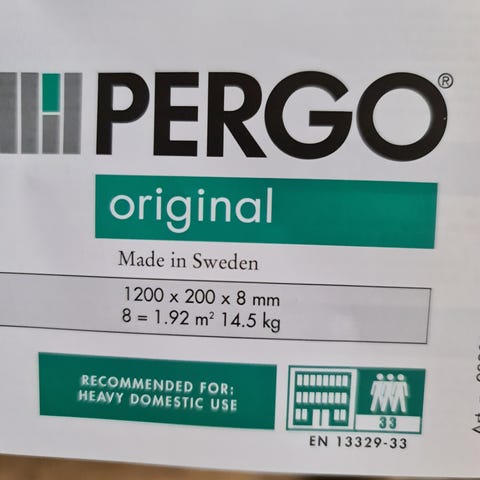 PERGO®
original
Made in Sweden
1200 x 200 x 8 mm
8 = 1.92 m² 14.5 kg
RECOMMENDED FOR:
HEAVY DOMESTIC USE
33
EN 13329-33
Art.